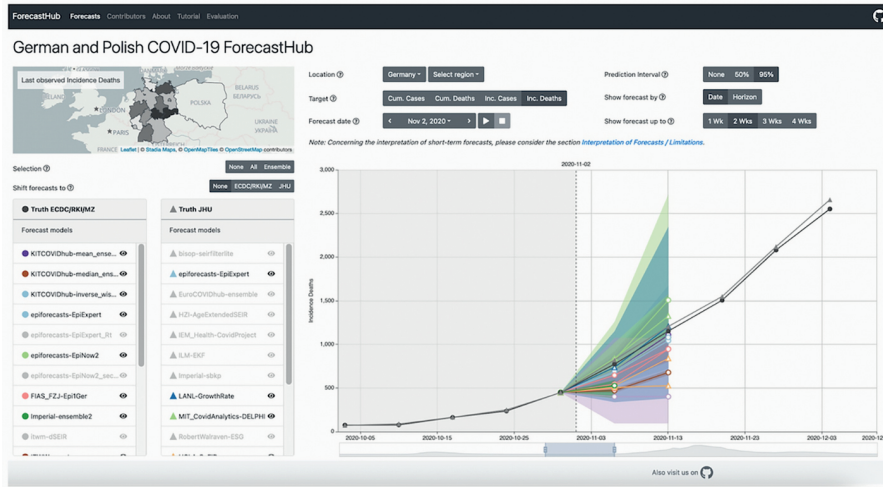 ForecastHub Forecasts Contributors About Tutorial Evaluation
German and Polish COVID-19 ForecastHub
Last observed Incidence Deaths
BELARUS
БЕЛАРУСЬ
POLSKA
LONDON
UKRAINE
PARIS
FRANCE Leaflet | © Stadia Maps, © OpenMapTiles © OpenStreetMap contributors
Location Germany Select region
Target Cum. Cases Cum. Deaths Inc. Cases Inc. Deaths
Forecast date Nov 2, 2020
Prediction Interval None 50% 95%
Show forecast by Date Horizon
Show forecast up to 1 Wk 2 Wks 3 Wks 4 Wks
Note: Concerning the interpretation of short-term forecasts, please consider the section Interpretation of Forecasts / Limitations.
Selection None All Ensemble
Shift forecasts to None ECDC/RKI/MZ JHU
Truth ECDC/RKI/MZ
Forecast models
KITCOVIDhub-mean_ense...
KITCOVIDhub-median_ens...
KITCOVIDhub-inverse_wis...
epiforecasts-EpiExpert
epiforecasts-EpiExpert_Rt
epiforecasts-EpiNow2
epiforecasts-EpiNow2_sec...
FIAS_FZJ-Epi1Ger
Imperial-ensemble2
itwm-dSEIR
Truth JHU
Forecast models
bisop-seirfilterlite
epiforecasts-EpiExpert
EuroCOVIDhub-ensemble
HZI-AgeExtendedSEIR
IEM_Health-CovidProject
ILM-EKF
Imperial-sbkp
LANL-GrowthRate
MIT_CovidAnalytics-DELPHI
RobertWalraven-ESG
2020-11-02
Incidence Deaths
3,000
2,500
2,000
1,500
1,000
500
0
2020-10-05 2020-10-15 2020-10-25 2020-11-03 2020-11-13 2020-11-23 2020-12-03 2020-12
Also visit us on